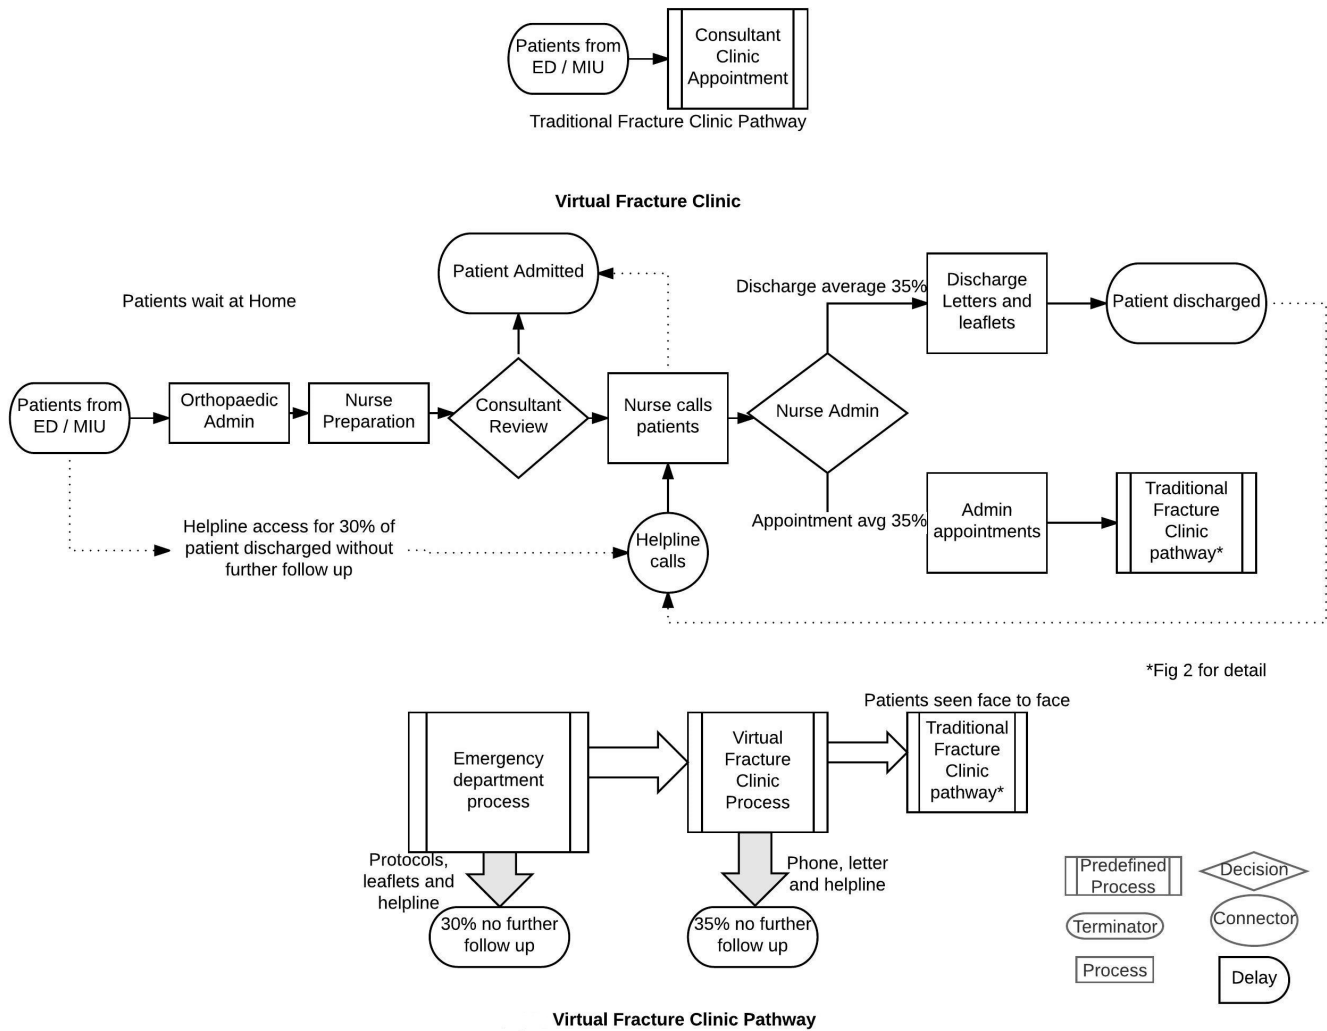 Patients from
ED / MIU
Consultant
Clinic
Appointment
Traditional Fracture Clinic Pathway
Virtual Fracture Clinic
Patients wait at Home
Patient Admitted
Discharge average 35%
Discharge
Letters and
leaflets
Patient discharged
Patients from
ED / MIU
Orthopaedic
Admin
Nurse
Preparation
Consultant
Review
Nurse calls
patients
Nurse Admin
Helpline access for 30% of
patient discharged without
further follow up
Helpline
calls
Appointment avg 35%
Admin
appointments
Traditional
Fracture
Clinic
pathway*
*Fig 2 for detail
Patients seen face to face
Emergency
department
process
Virtual
Fracture
Clinic
Process
Traditional
Fracture
Clinic
pathway*
Protocols,
leaflets and
helpline
Phone, letter
and helpline
30% no further
follow up
35% no further
follow up
Predefined
Process
Decision
Terminator
Connector
Process
Delay
Virtual Fracture Clinic Pathway